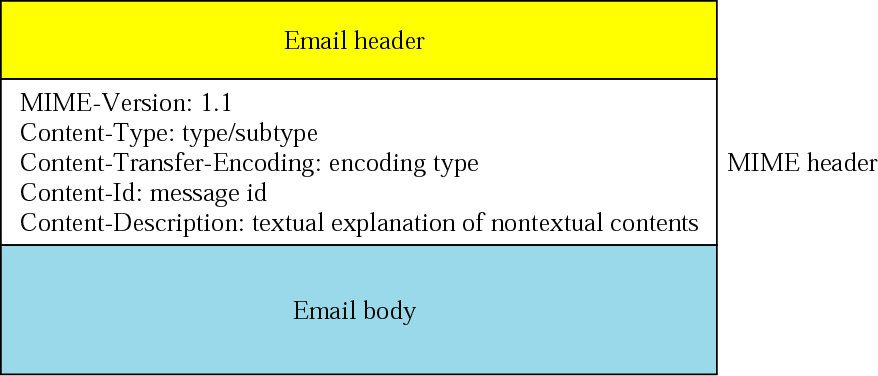 Email header
MIME-Version: 1.1
Content-Type: type/subtype
Content-Transfer-Encoding: encoding type
Content-Id: message id
Content-Description: textual explanation of nontextual contents
MIME header
Email body